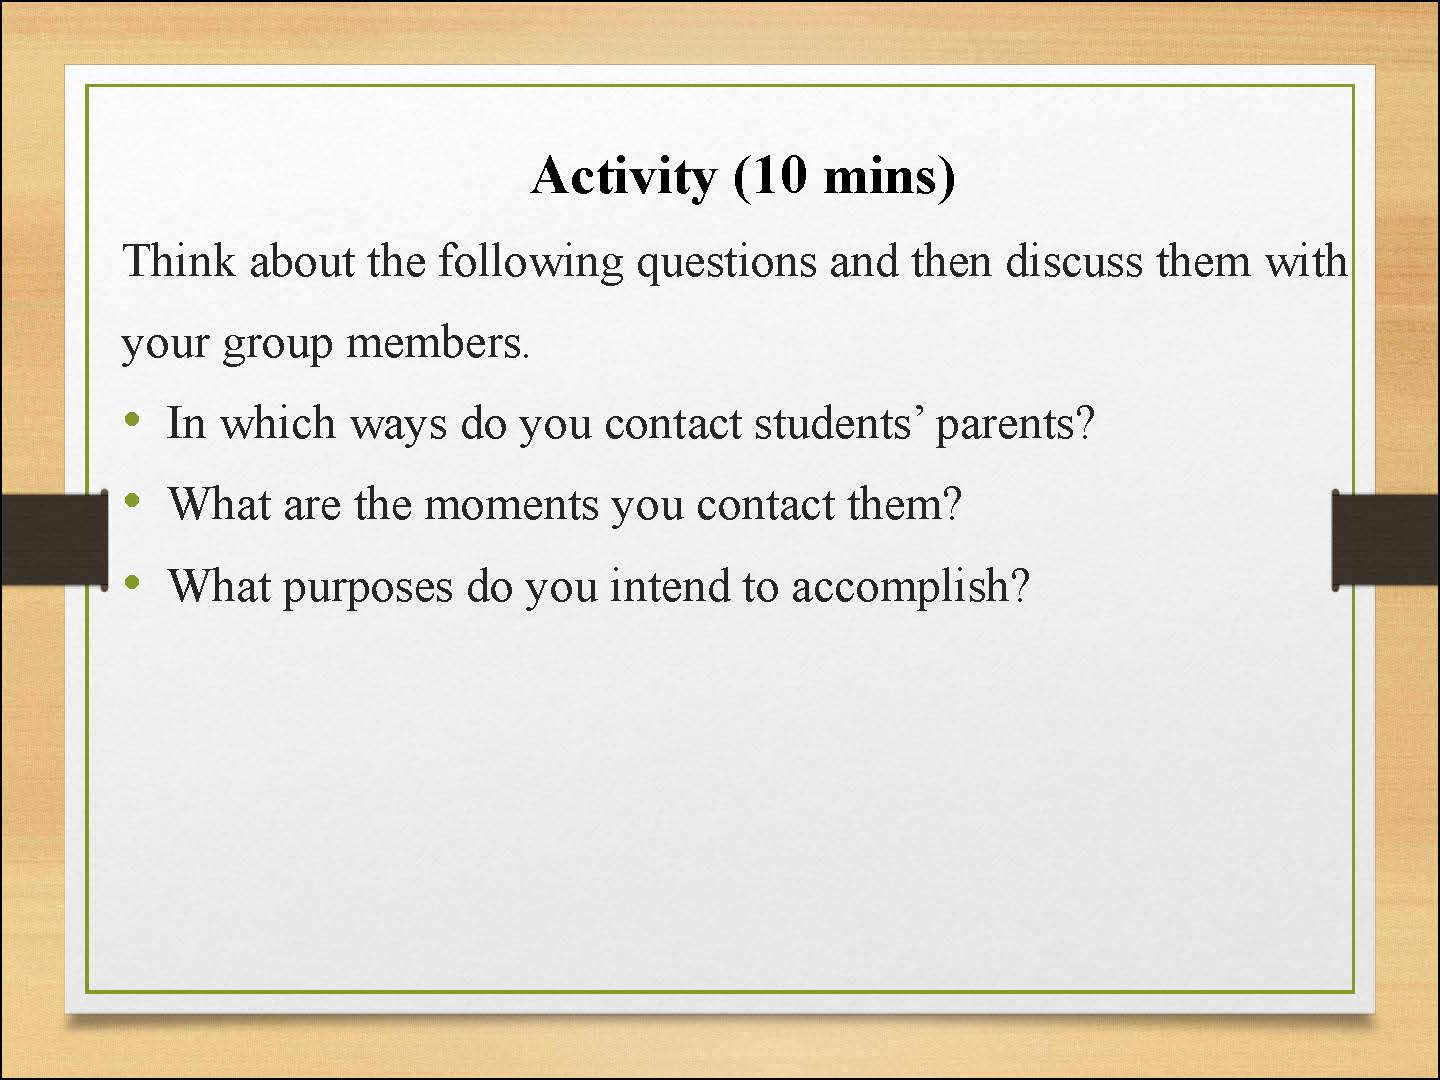 Activity (10 mins)
Think about the following questions and then discuss them with
your group members.
• In which ways do you contact students’ parents?
• What are the moments you contact them?
• What purposes do you intend to accomplish?